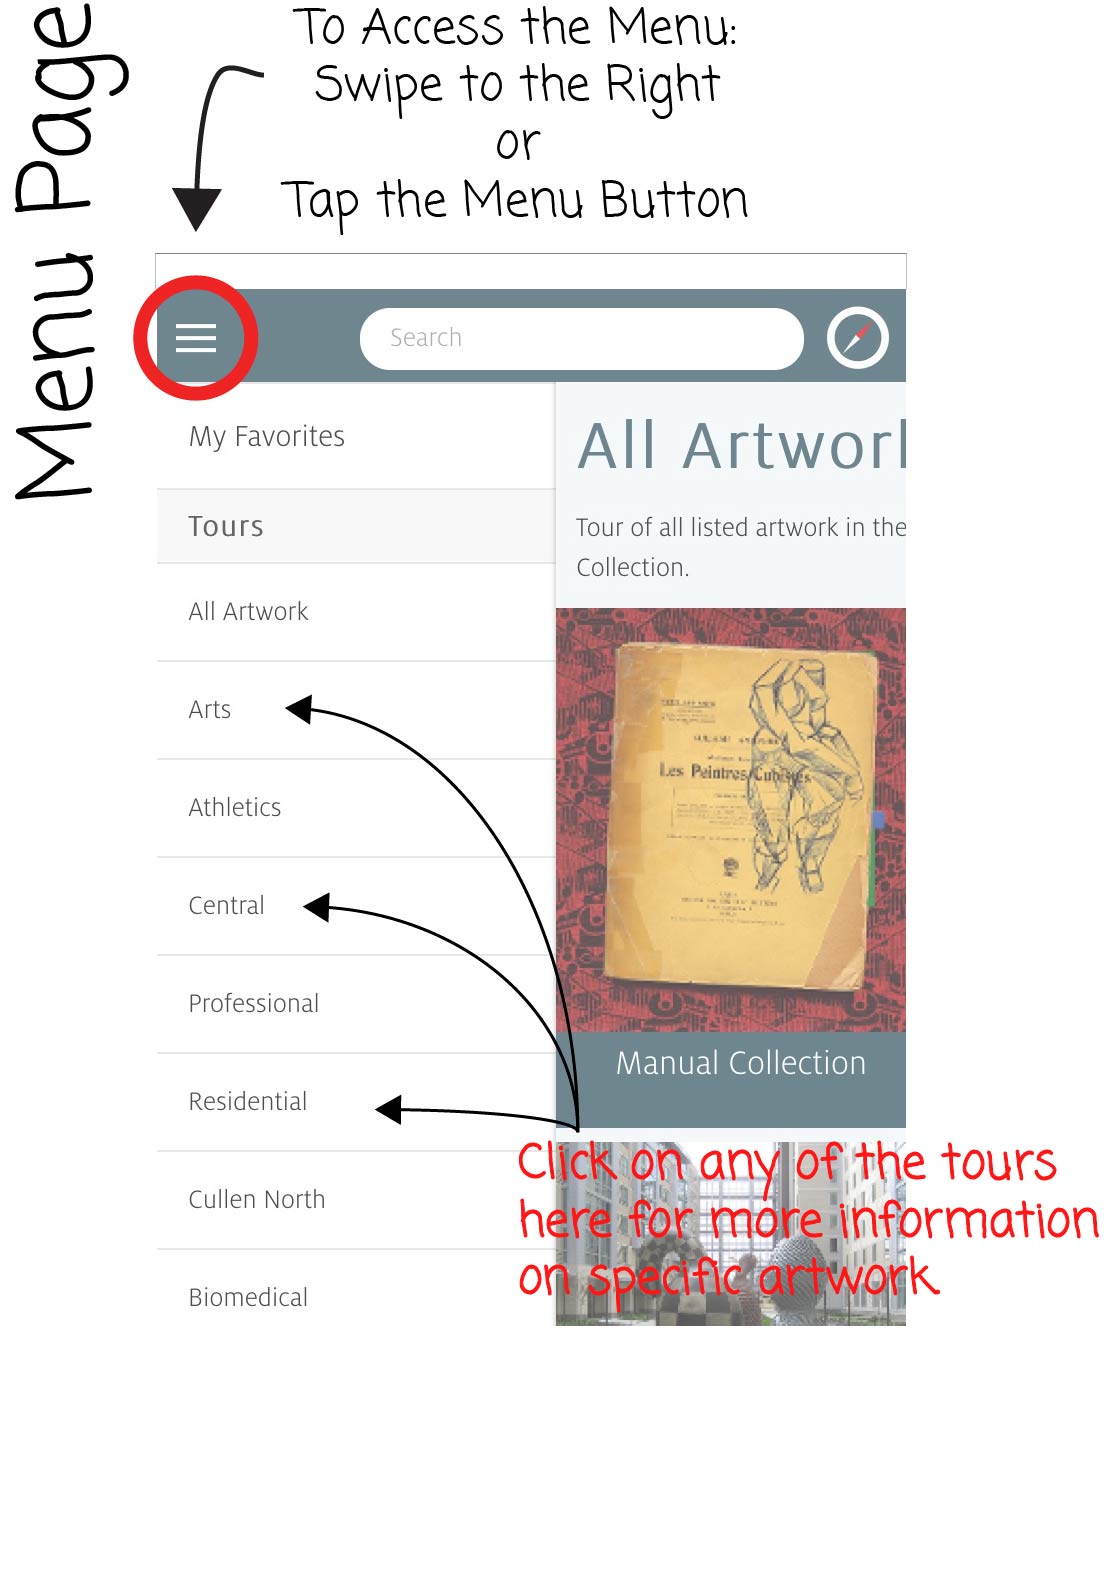 Menu Page
To Access the Menu:
Swipe to the Right
or
Tap the Menu Button
Search
My Favorites
Tours
All Artwork
Arts
Athletics
Central
Professional
Residential
Cullen North
Biomedical
All Artwork
Tour of all listed artwork in the
Collection.
Les Peintres Cubistes
Manual Collection
Click on any of the tours
here for more information
on specific artwork.